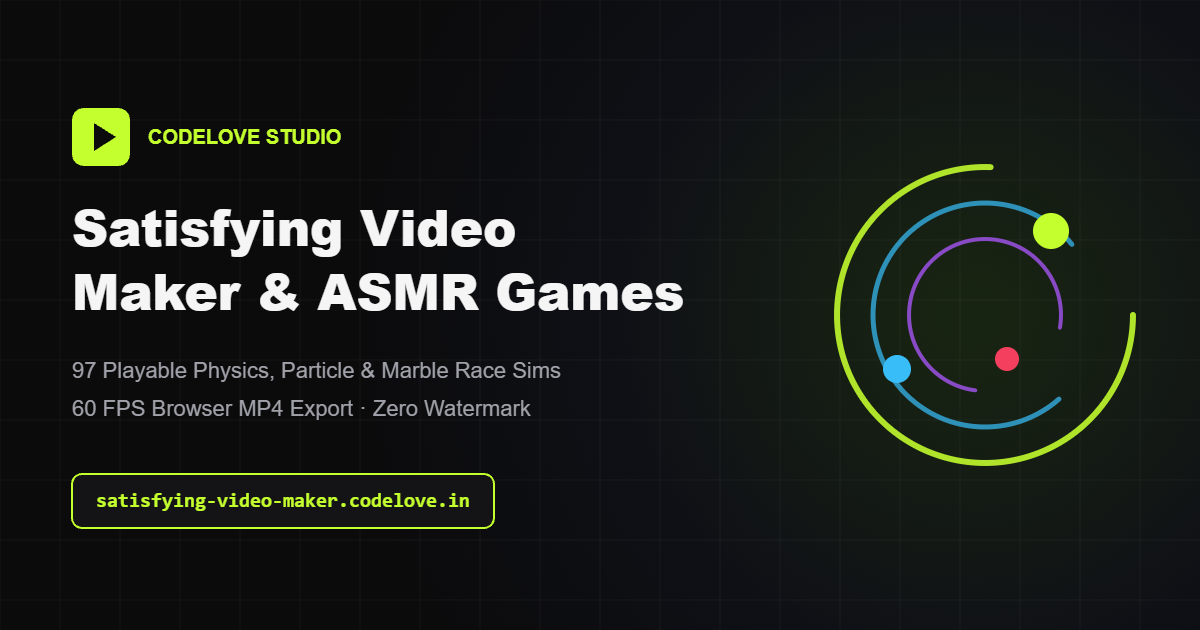 CODELOVE STUDIO
Satisfying Video
Maker & ASMR Games
97 Playable Physics, Particle & Marble Race Sims
60 FPS Browser MP4 Export · Zero Watermark
satisfying-video-maker.codelove.in